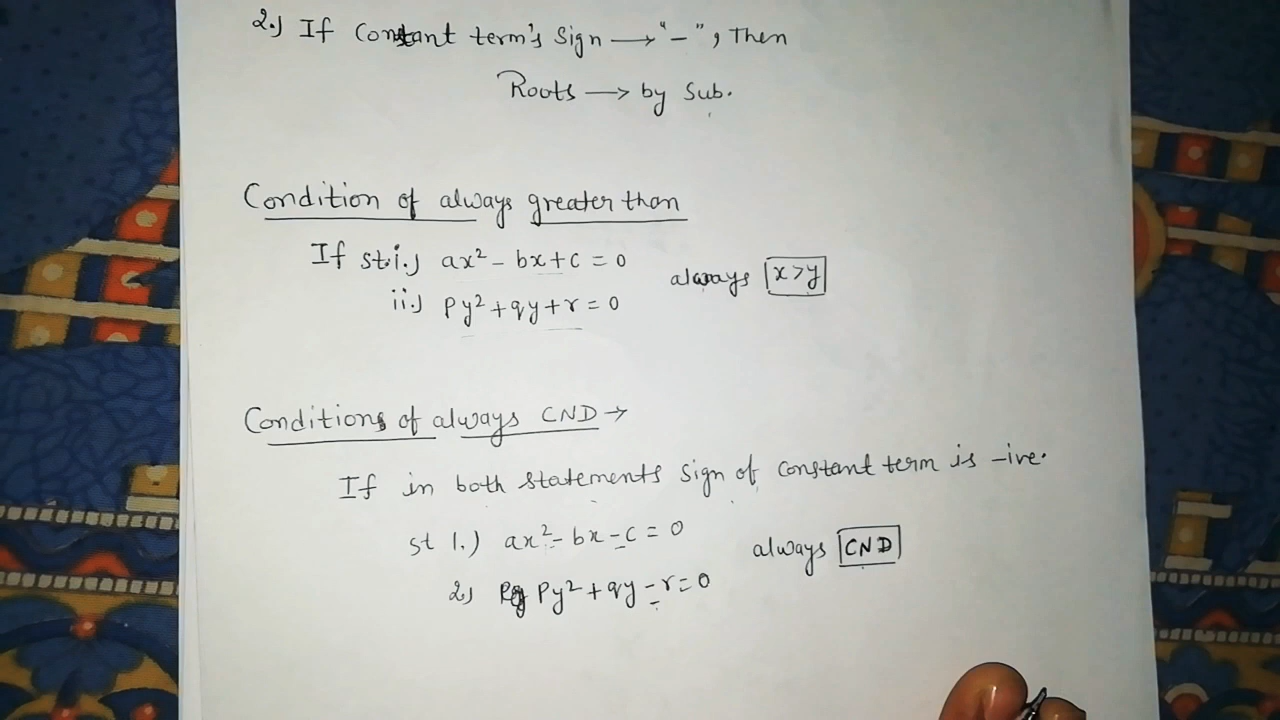 2.) If Constant term's Sign → "-", Then
Roots → by Sub.
Condition of always greater than
If st.i.) ax² - bx + c = 0
always x > y
ii.) py² + qy + r = 0
Conditions of always CND →
If in both statements sign of constant term is -ive.
st 1.) ax² - bx - c = 0
always CND
2.) Py² + qy - r = 0